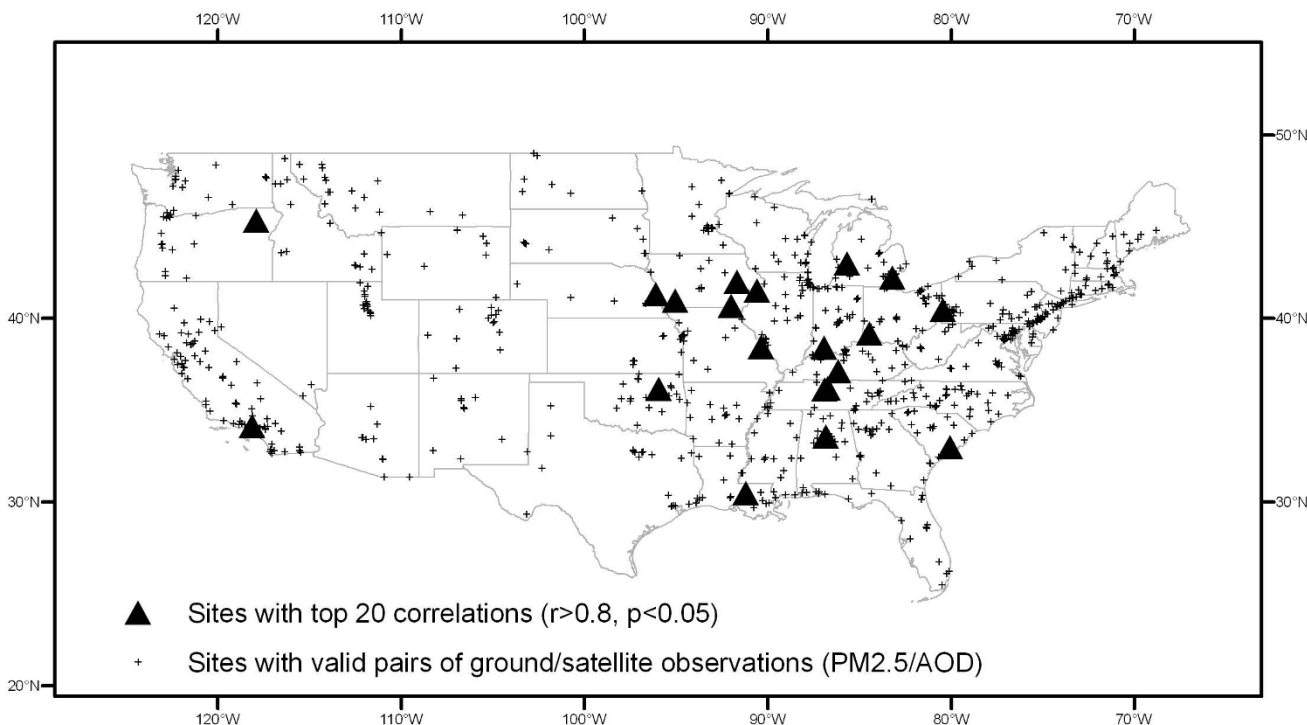 120°W 110°W 100°W 90°W 80°W 70°W
50°N
40°N 40°N
30°N 30°N
▲ Sites with top 20 correlations (r>0.8, p<0.05)
+ Sites with valid pairs of ground/satellite observations (PM2.5/AOD)
20°N 20°N
120°W 110°W 100°W 90°W 80°W 70°W